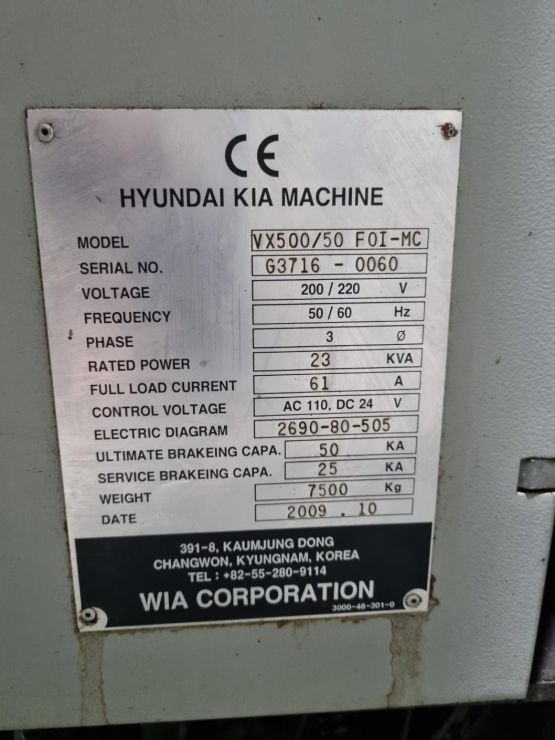 CE
HYUNDAI KIA MACHINE
MODEL VX500/50 FOI-MC
SERIAL NO. G3716 - 0060
VOLTAGE 200 / 220 V
FREQUENCY 50 / 60 Hz
PHASE 3 Ø
RATED POWER 23 KVA
FULL LOAD CURRENT 61 A
CONTROL VOLTAGE AC 110, DC 24 V
ELECTRIC DIAGRAM 2690-80-505
ULTIMATE BRAKEING CAPA. 50 KA
SERVICE BRAKEING CAPA. 25 KA
WEIGHT 7500 Kg
DATE 2009 . 10
391-8, KAUMJUNG DONG
CHANGWON, KYUNGNAM, KOREA
TEL : +82-55-280-9114
WIA CORPORATION
3000-48-301-0